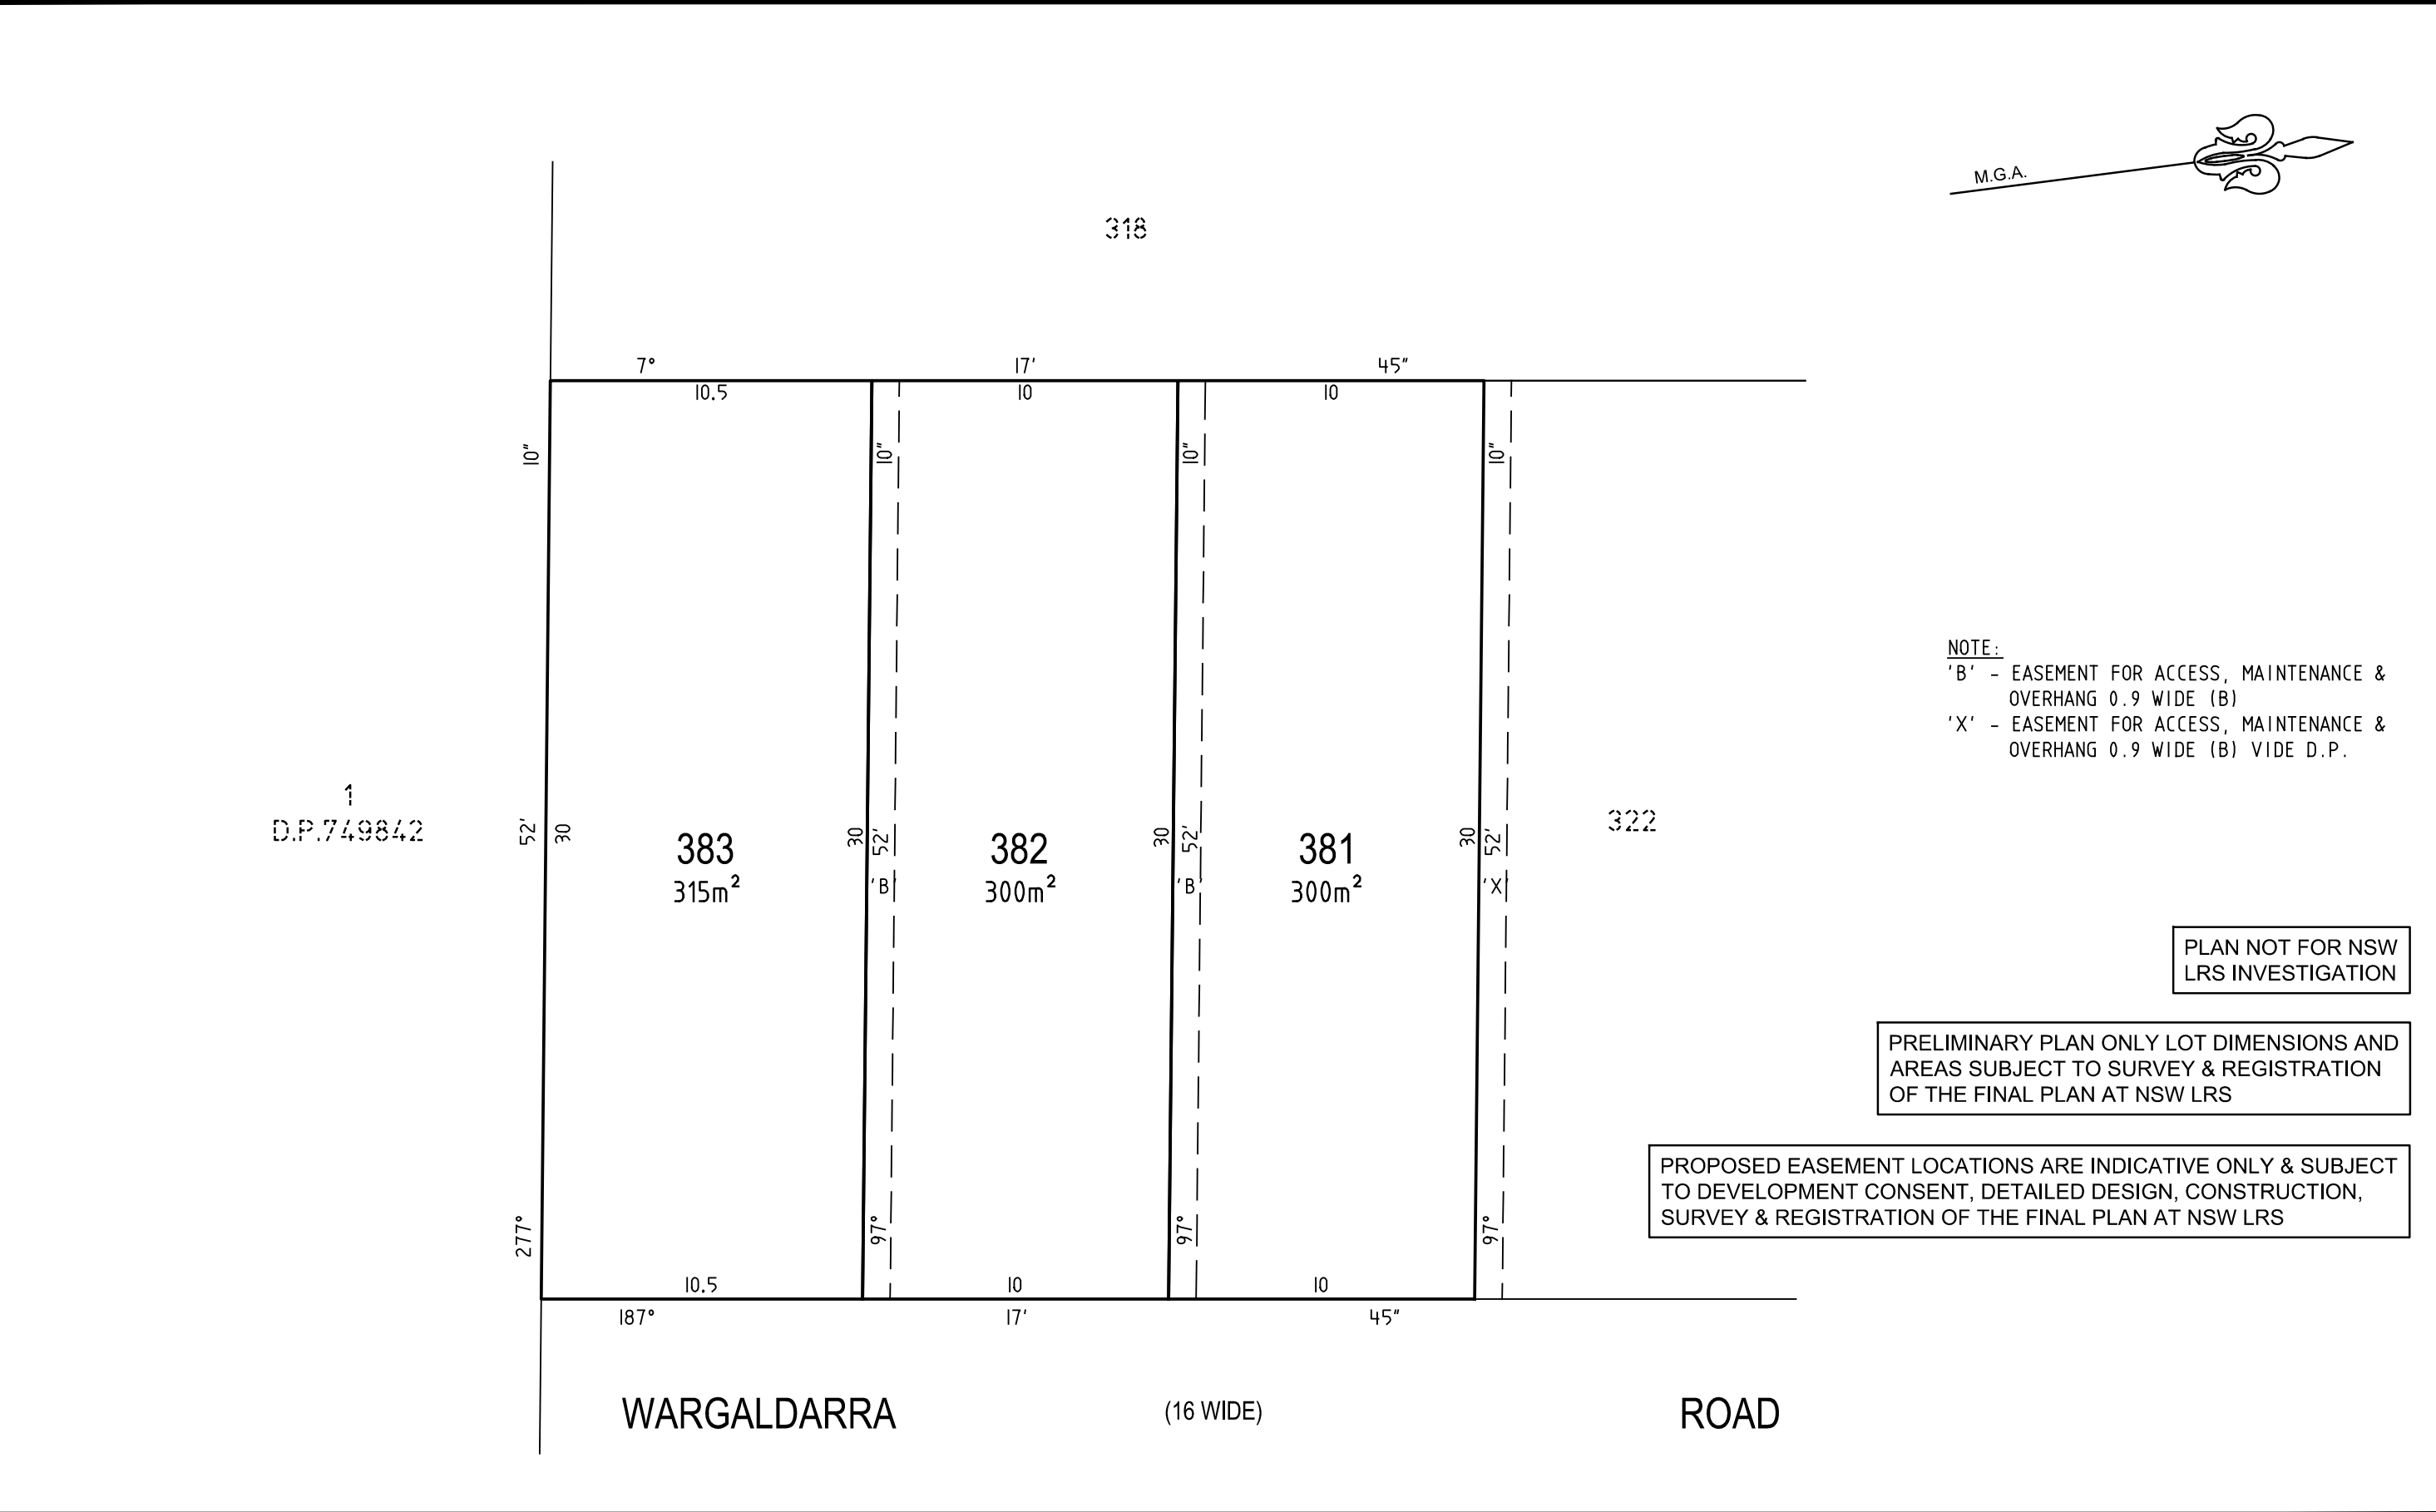 M.G.A.
318
7° 17' 45"
10.5 10 10
10" 10" 10" 10"
NOTE:
'B' - EASEMENT FOR ACCESS, MAINTENANCE &
OVERHANG 0.9 WIDE (B)
'X' - EASEMENT FOR ACCESS, MAINTENANCE &
OVERHANG 0.9 WIDE (B) VIDE D.P.
1
D.P.749842
52' 30 30 52' 30 52' 30 52'
383 382 381
315m² 300m² 300m²
'B' 'B' 'X'
322
PLAN NOT FOR NSW
LRS INVESTIGATION
PRELIMINARY PLAN ONLY LOT DIMENSIONS AND
AREAS SUBJECT TO SURVEY & REGISTRATION
OF THE FINAL PLAN AT NSW LRS
PROPOSED EASEMENT LOCATIONS ARE INDICATIVE ONLY & SUBJECT
TO DEVELOPMENT CONSENT, DETAILED DESIGN, CONSTRUCTION,
SURVEY & REGISTRATION OF THE FINAL PLAN AT NSW LRS
277° 97° 97° 97°
10.5 10 10
187° 17' 45"
WARGALDARRA (16 WIDE) ROAD